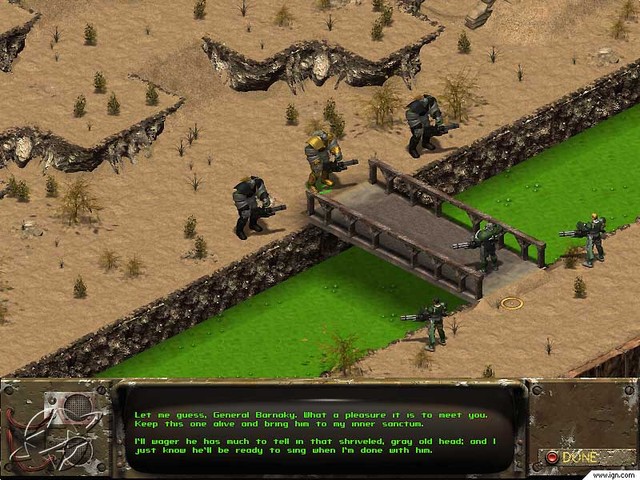 Let me guess, General Barnaky. What a pleasure it is to meet you.
Keep this one alive and bring him to my inner sanctum.
I'll wager he has much to tell in that shriveled, gray old head; and I
just know he'll be ready to sing when I'm done with him.
DONE
www.ign.com